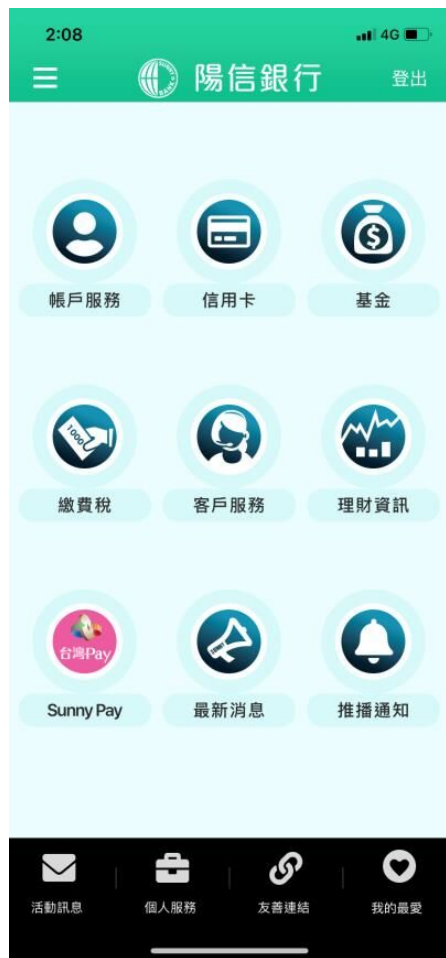 2:08 4G
陽信銀行 登出
帳戶服務 信用卡 基金
1000
繳費稅 客戶服務 理財資訊
台灣Pay
Sunny Pay 最新消息 推播通知
活動訊息 個人服務 友善連結 我的最愛